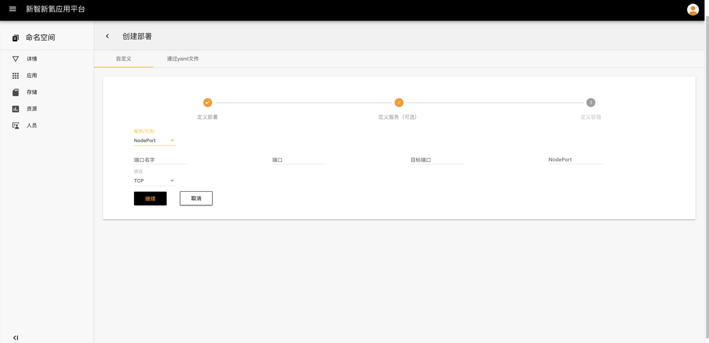 新智新氦应用平台
命名空间
创建部署
详情
应用
存储
资源
人员
自定义
通过yaml文件
2
3
定义部署
定义服务（可选）
定义容器
服务(可选)
NodePort
端口名字
端口
目标端口
NodePort
协议
TCP
继续
取消